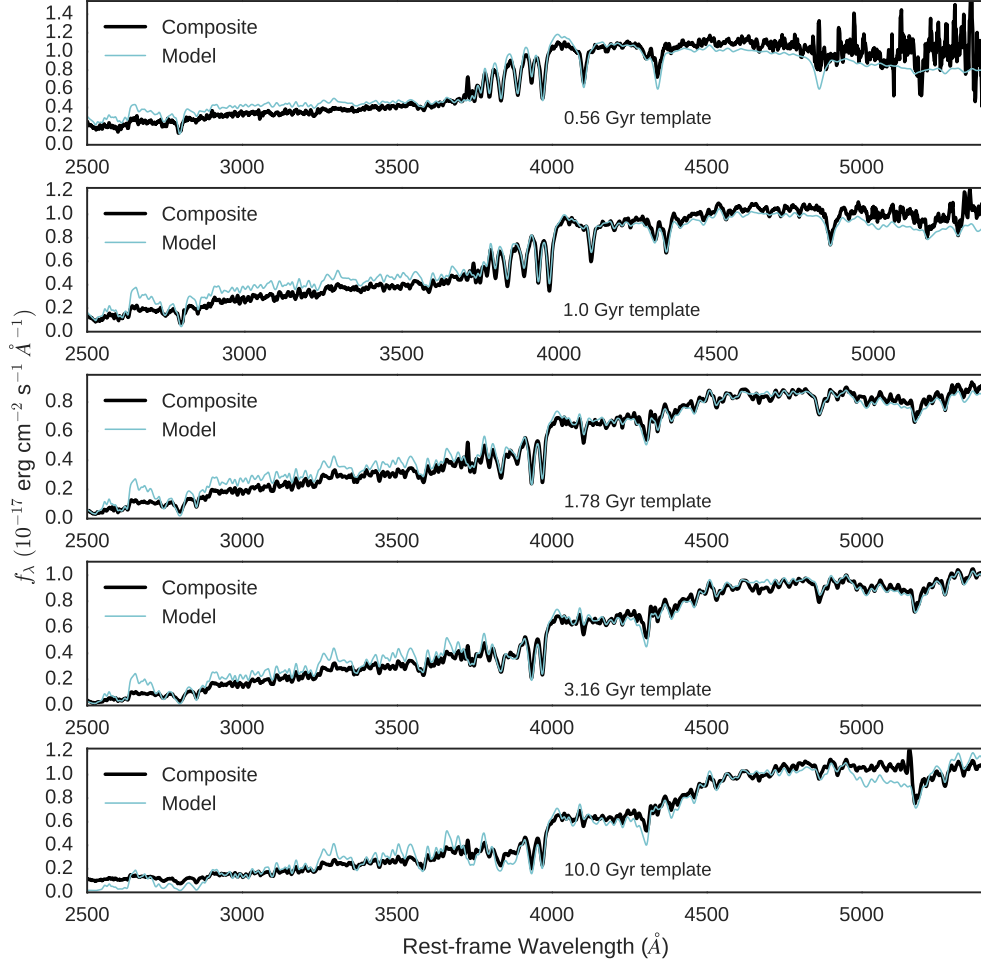 f_λ (10^−17 erg cm^−2 s^−1 Å^−1)
1.4
1.2
1.0
0.8
0.6
0.4
0.2
0.0
Composite
Model
0.56 Gyr template
2500 3000 3500 4000 4500 5000
1.2
1.0
0.8
0.6
0.4
0.2
0.0
Composite
Model
1.0 Gyr template
2500 3000 3500 4000 4500 5000
0.8
0.6
0.4
0.2
0.0
Composite
Model
1.78 Gyr template
2500 3000 3500 4000 4500 5000
1.0
0.8
0.6
0.4
0.2
0.0
Composite
Model
3.16 Gyr template
2500 3000 3500 4000 4500 5000
1.2
1.0
0.8
0.6
0.4
0.2
0.0
Composite
Model
10.0 Gyr template
2500 3000 3500 4000 4500 5000
Rest-frame Wavelength (Å)